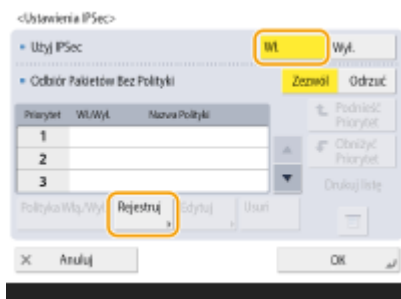 <Ustawienia IPSec>
Użyj IPSec
Wł.
Wył.
Odbiór Pakietów Bez Polityki
Zezwól
Odrzuć
Priorytet
Wł./Wył.
Nazwa Polityki
Podnieść Priorytet
1
2
Obniżyć Priorytet
3
Drukuj listę
Polityka Włą./Wył.
Rejestruj
Edytuj
Usuń
Anuluj
OK